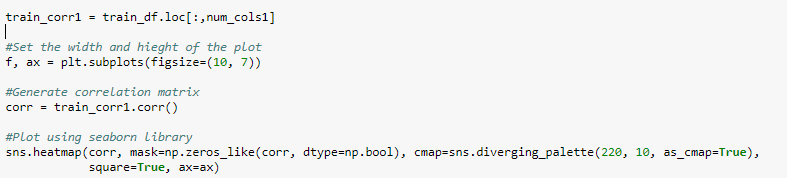 train_corr1 = train_df.loc[:,num_cols1]
#Set the width and hieght of the plot
f, ax = plt.subplots(figsize=(10, 7))
#Generate correlation matrix
corr = train_corr1.corr()
#Plot using seaborn library
sns.heatmap(corr, mask=np.zeros_like(corr, dtype=np.bool), cmap=sns.diverging_palette(220, 10, as_cmap=True),
square=True, ax=ax)